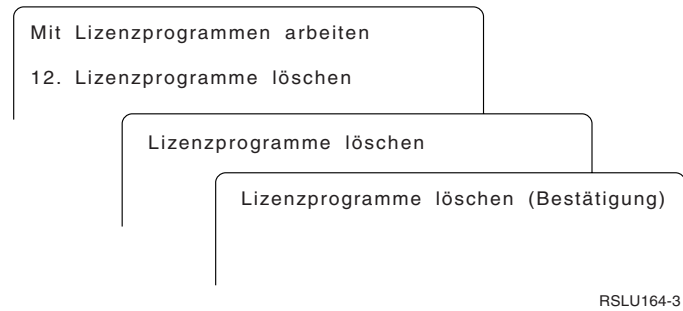 Mit Lizenzprogrammen arbeiten
12. Lizenzprogramme löschen
Lizenzprogramme löschen
Lizenzprogramme löschen (Bestätigung)
RSLU164-3